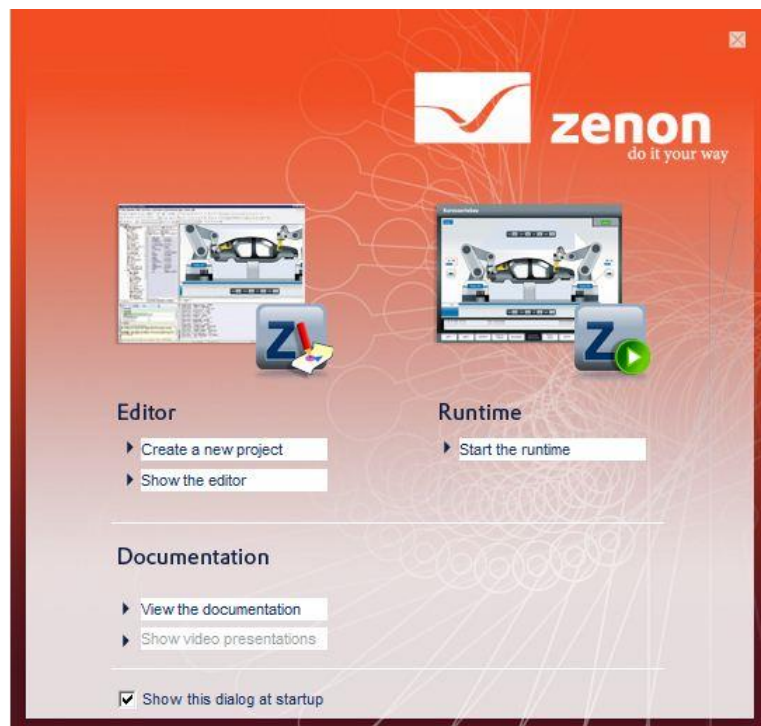 zenon
do it your way
Editor
Create a new project
Show the editor
Runtime
Start the runtime
Documentation
View the documentation
Show video presentations
Show this dialog at startup